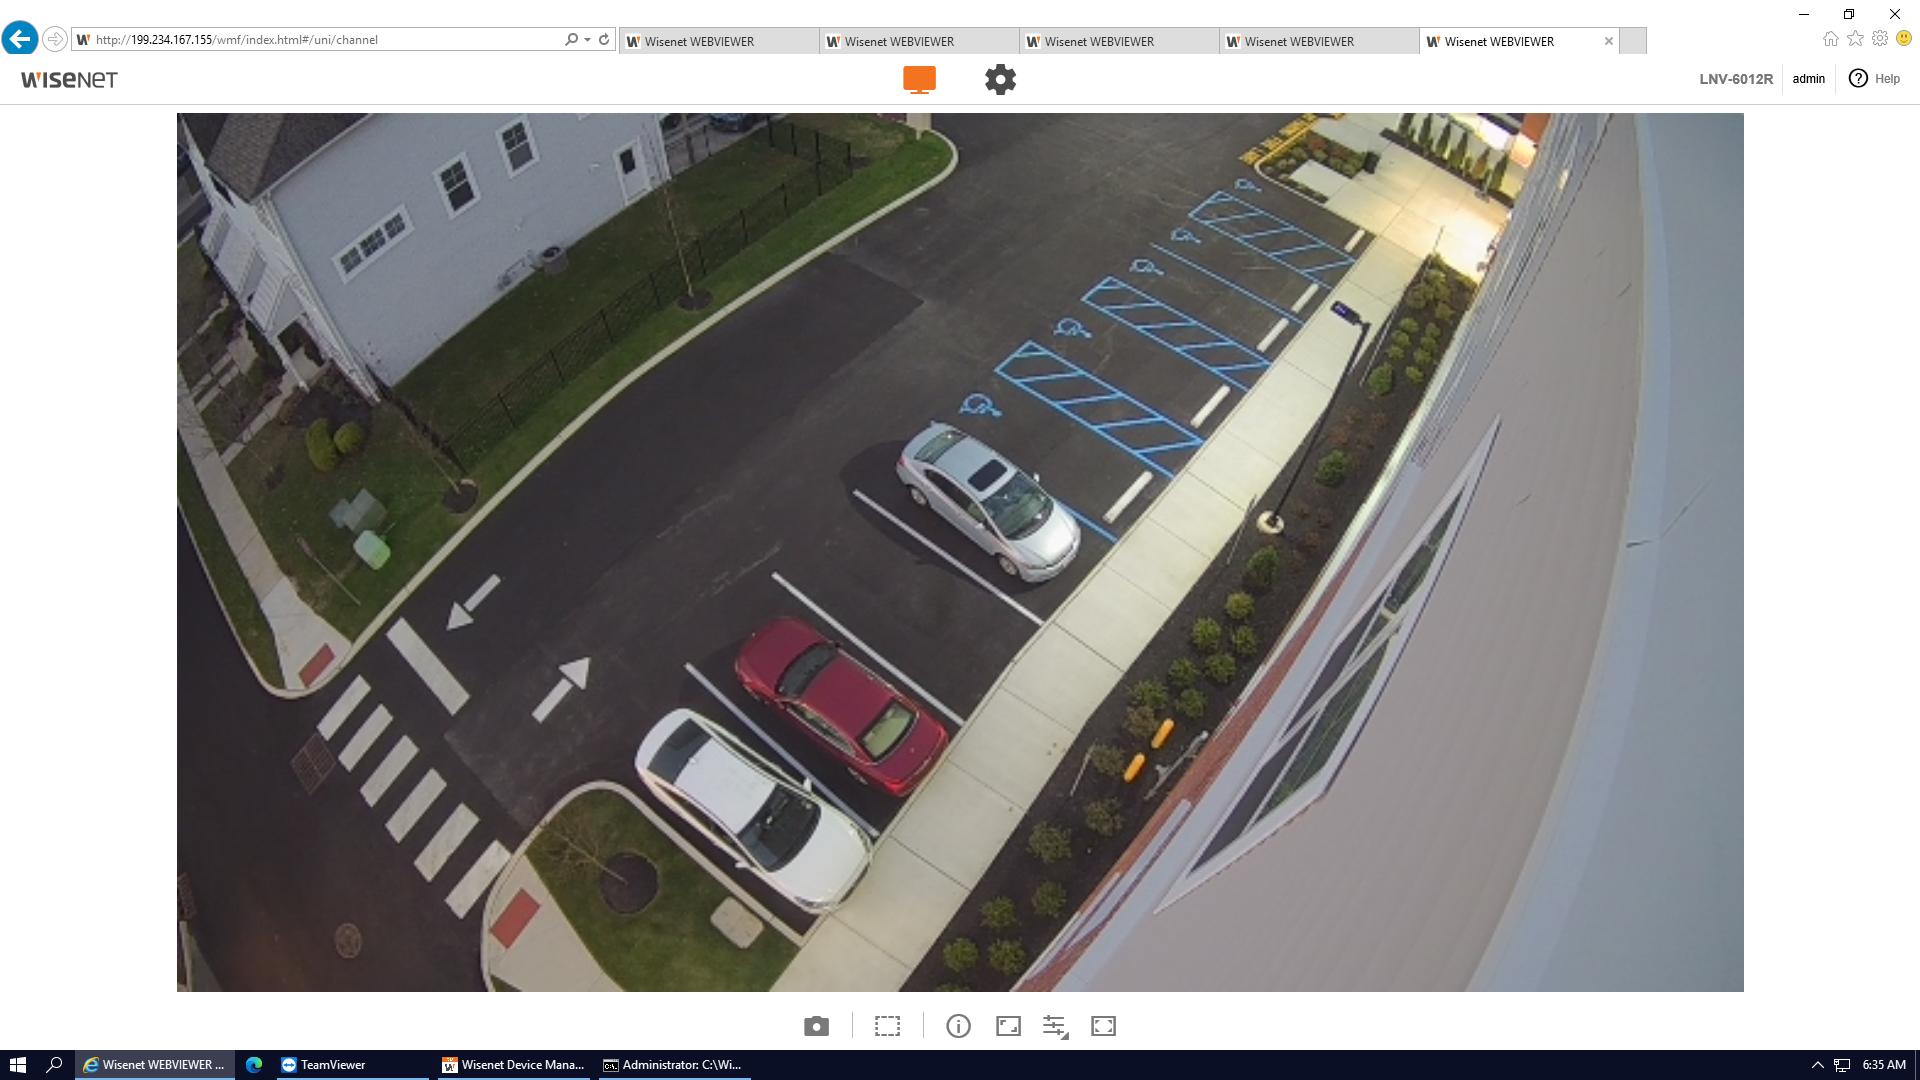 http://199.234.167.155/wmf/index.html#/uni/channel
Wisenet WEBVIEWER
Wisenet WEBVIEWER
Wisenet WEBVIEWER
Wisenet WEBVIEWER
Wisenet WEBVIEWER
WISENET
LNV-6012R
admin
? Help
Wisenet WEBVIEWER ...
TeamViewer
Wisenet Device Mana...
Administrator: C:\Wi...
6:35 AM